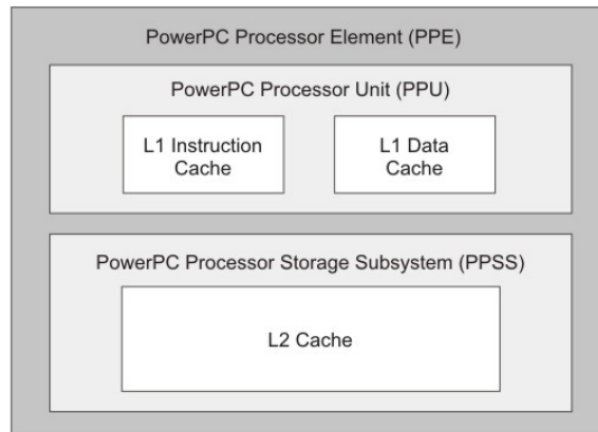 PowerPC Processor Element (PPE)
PowerPC Processor Unit (PPU)
L1 Instruction
Cache
L1 Data
Cache
PowerPC Processor Storage Subsystem (PPSS)
L2 Cache